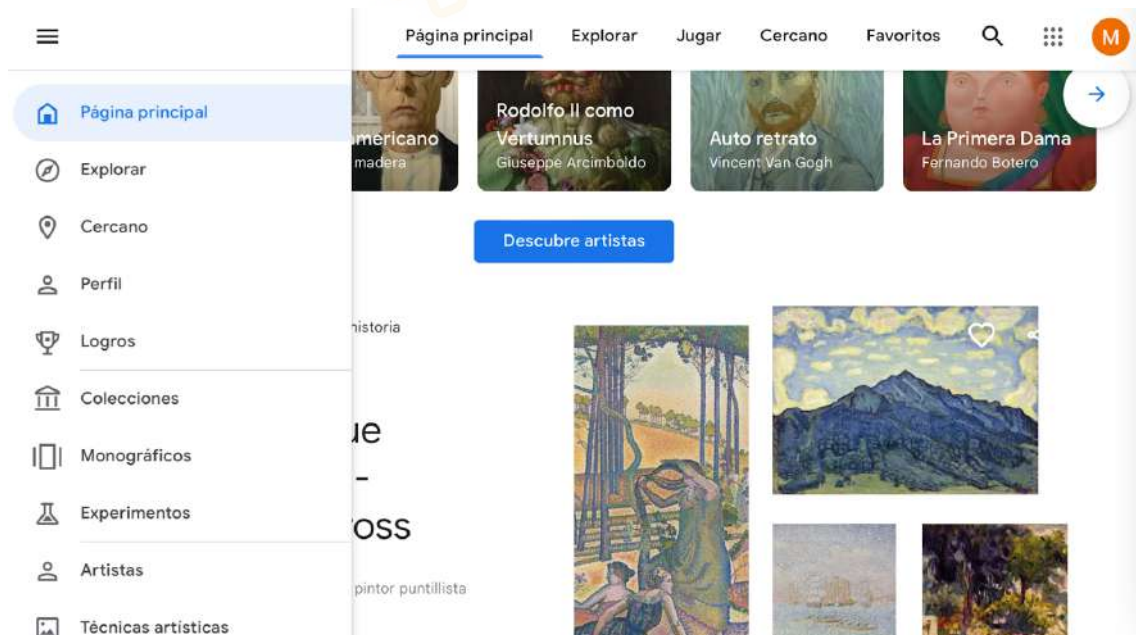 Página principal
Explorar
Jugar
Cercano
Favoritos
M
Página principal
Explorar
Cercano
Perfil
Logros
Colecciones
Monográficos
Experimentos
Artistas
Técnicas artísticas
mericano
madera
Rodolfo II como
Vertumnus
Giuseppe Arcimboldo
Auto retrato
Vincent Van Gogh
La Primera Dama
Fernando Botero
Descubre artistas
historia
ue
-
oss
pintor puntillista